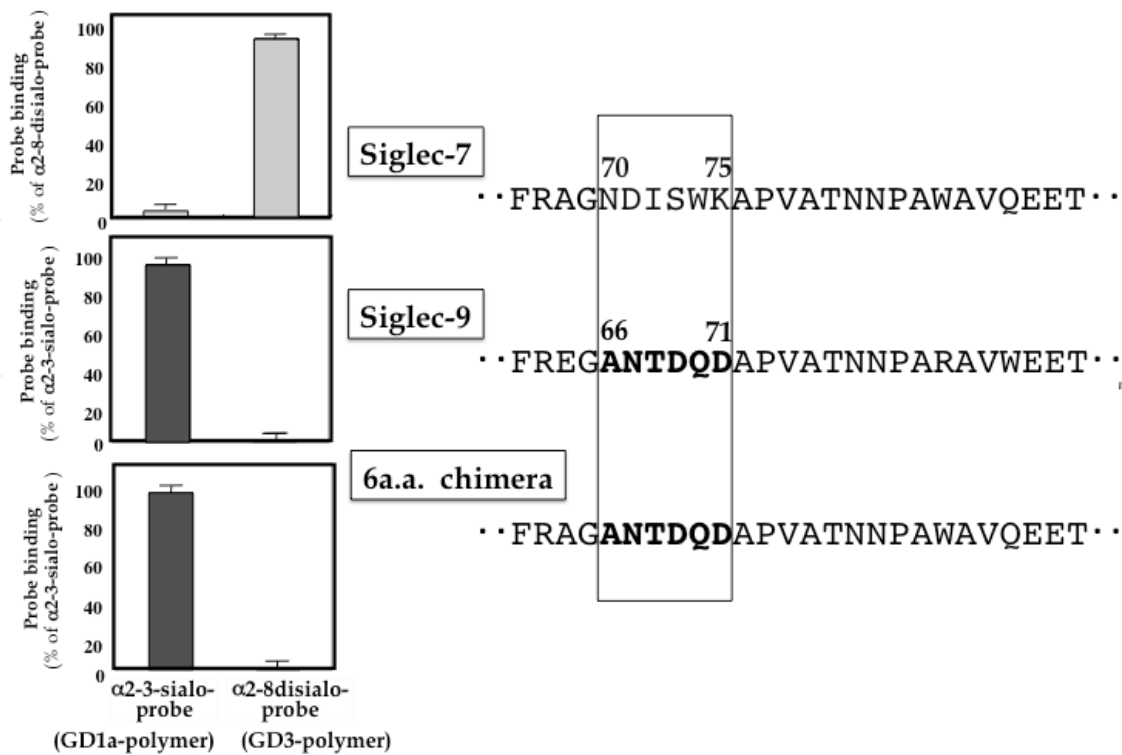 Probe binding
(% of α2-8-disialo-probe)
100
80
60
40
20
0
Siglec-7
70 75
··FRAGNDISWKAPVATNNPAWAVQEET··
Probe binding
(% of α2-3-sialo-probe)
100
80
60
40
20
0
Siglec-9
66 71
··FREGANTDQDAPVATNNPARAVWEET··
Probe binding
(% of α2-3-sialo-probe)
100
80
60
40
20
0
6a.a. chimera
··FRAGANTDQDAPVATNNPAWAVQEET··
α2-3-sialo- α2-8disialo-
probe probe
(GD1a-polymer) (GD3-polymer)